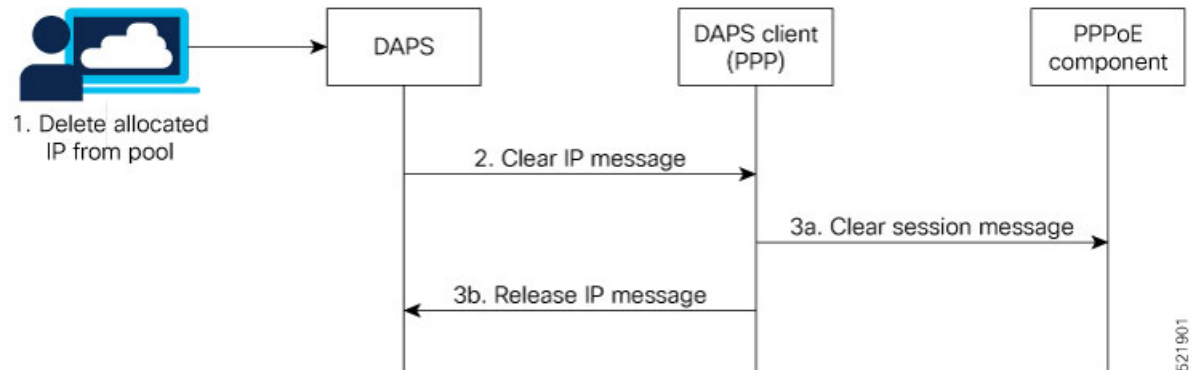 DAPS
DAPS client
(PPP)
PPPoE
component
1. Delete allocated
IP from pool
2. Clear IP message
3a. Clear session message
3b. Release IP message
521901